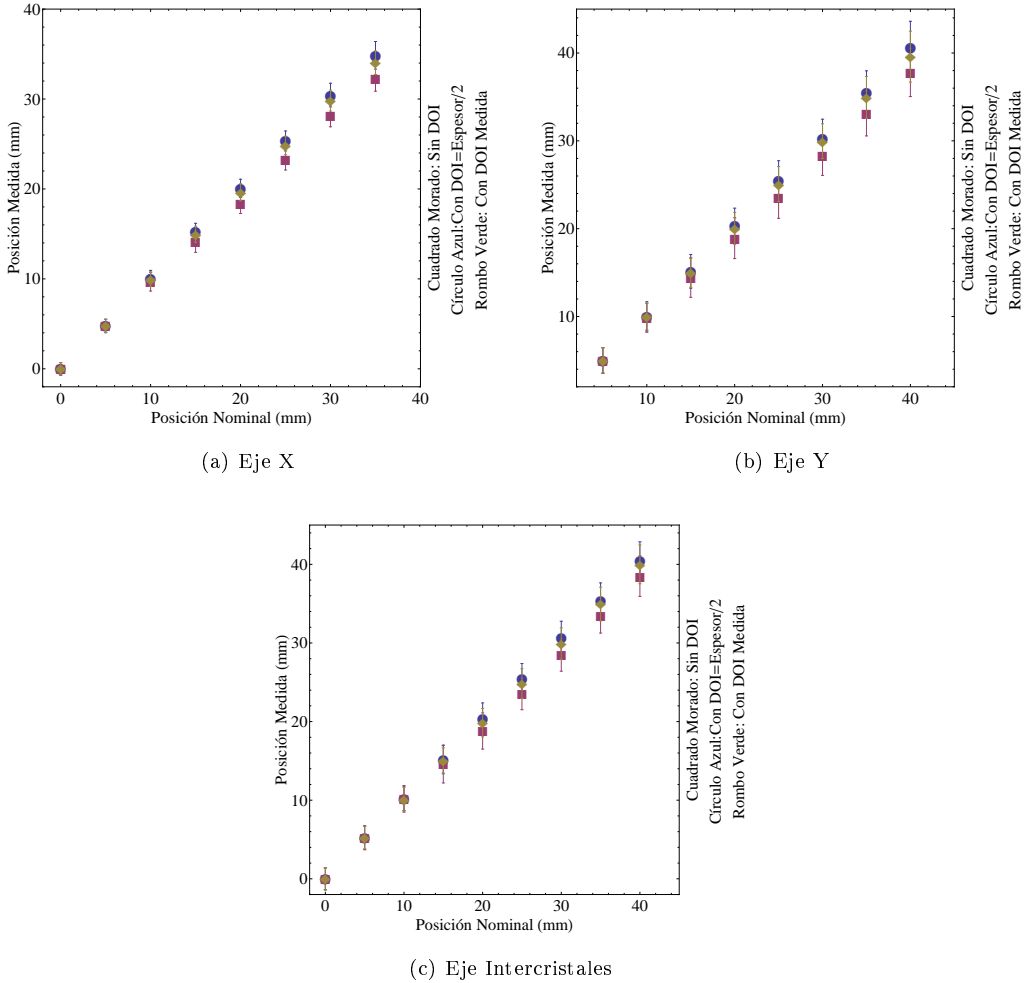 40
30
20
10
0
0
10
20
30
40
Posición Medida (mm)
Posición Nominal (mm)
Cuadrado Morado: Sin DOI
Círculo Azul:Con DOI=Espesor/2
Rombo Verde: Con DOI Medida
(a) Eje X
40
30
20
10
10
20
30
40
Posición Medida (mm)
Posición Nominal (mm)
Cuadrado Morado: Sin DOI
Círculo Azul:Con DOI=Espesor/2
Rombo Verde: Con DOI Medida
(b) Eje Y
40
30
20
10
0
0
10
20
30
40
Posición Medida (mm)
Posición Nominal (mm)
Cuadrado Morado: Sin DOI
Círculo Azul:Con DOI=Espesor/2
Rombo Verde: Con DOI Medida
(c) Eje Intercristales